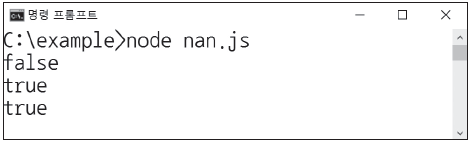 명령 프롬프트
C:\example>node nan.js
false
true
true